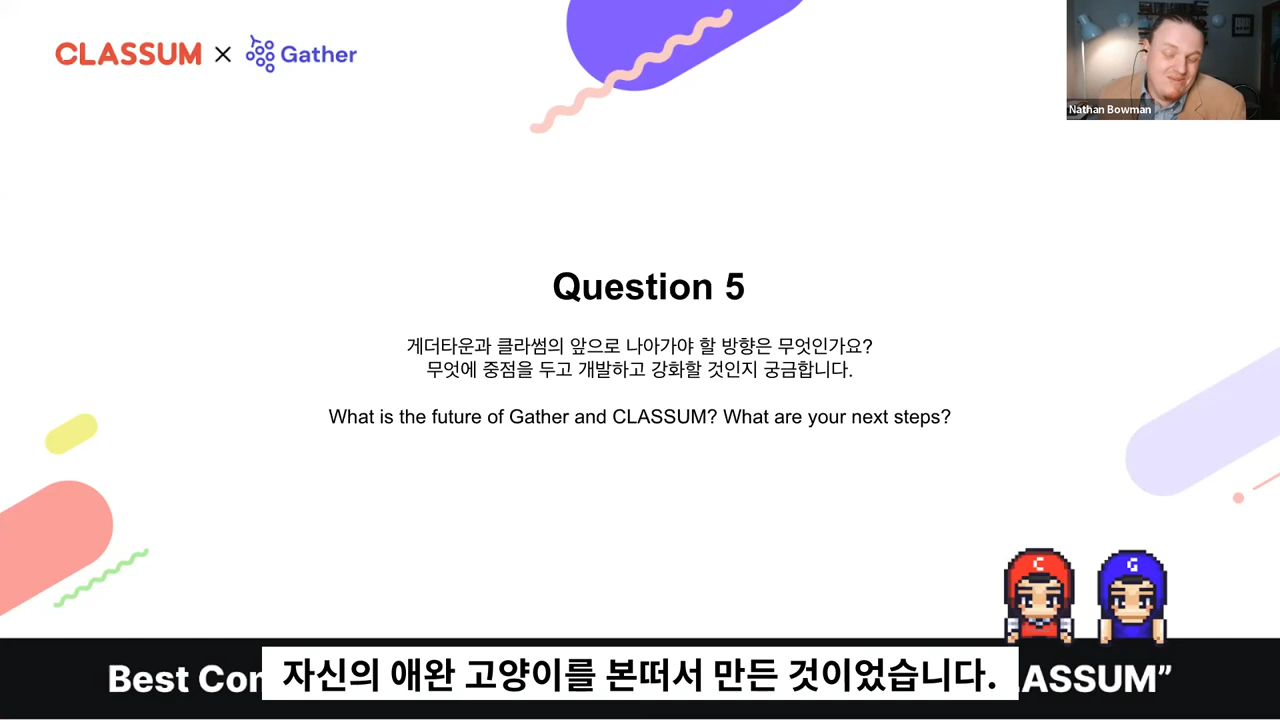 CLASSUM × Gather
Nathan Bowman
Question 5
게더타운과 클라썸의 앞으로 나아가야 할 방향은 무엇인가요?
무엇에 중점을 두고 개발하고 강화할 것인지 궁금합니다.
What is the future of Gather and CLASSUM? What are your next steps?
C G
Best
자신의 애완 고양이를 본떠서 만든 것이었습니다.